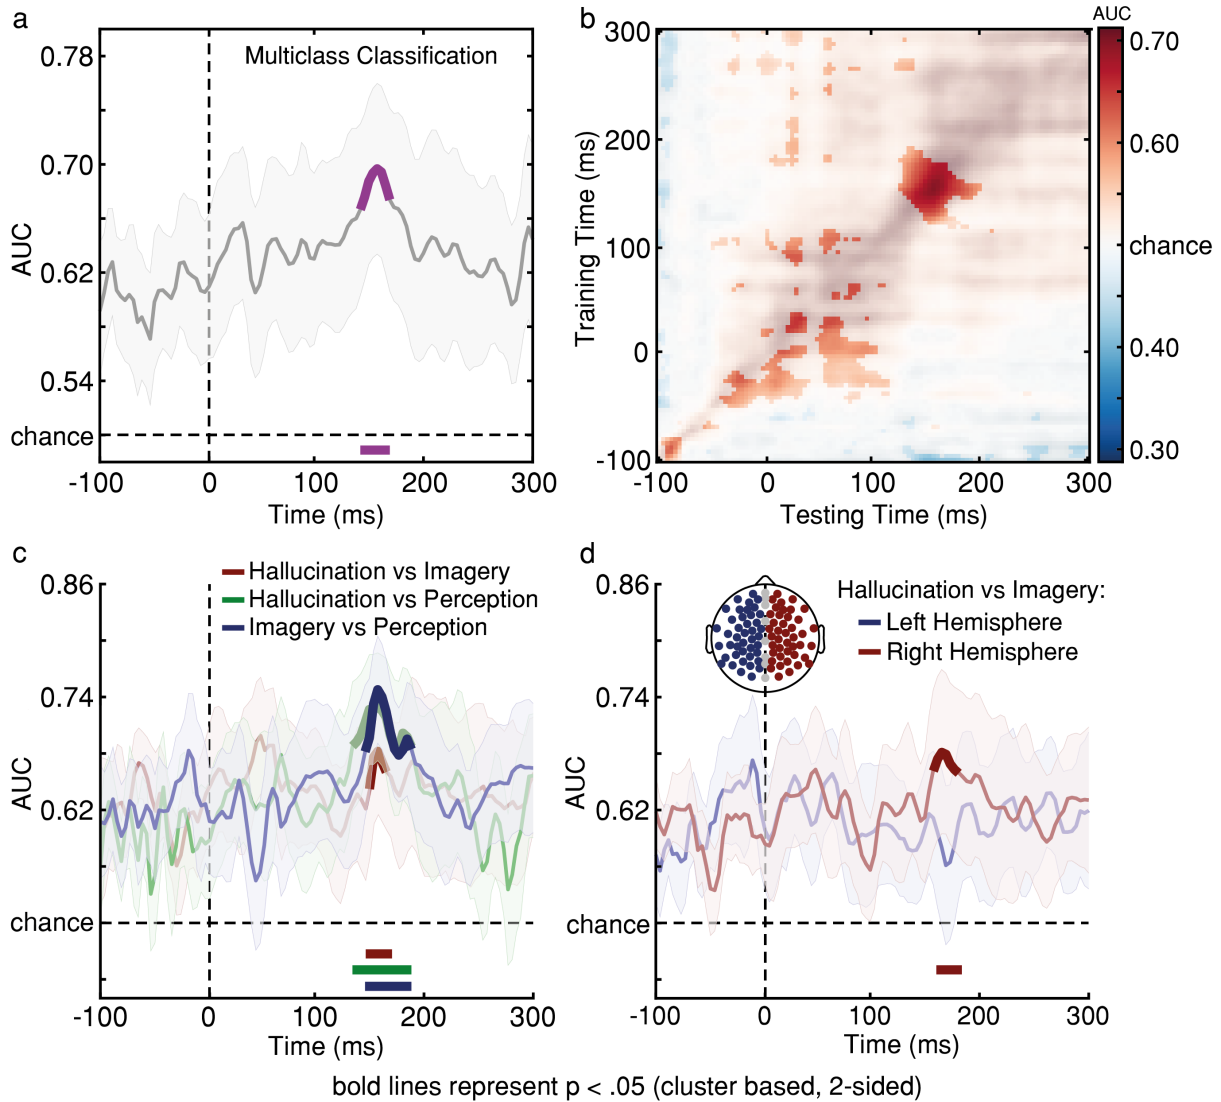 a
Multiclass Classification
0.78
0.70
0.62
0.54
chance
AUC
-100 0 100 200 300
Time (ms)
b
AUC
300
200
100
0
-100
Training Time (ms)
-100 0 100 200 300
Testing Time (ms)
0.70
0.60
chance
0.40
0.30
c
Hallucination vs Imagery
Hallucination vs Perception
Imagery vs Perception
0.86
0.74
0.62
chance
AUC
-100 0 100 200 300
Time (ms)
d
Hallucination vs Imagery:
Left Hemisphere
Right Hemisphere
0.86
0.74
0.62
chance
AUC
-100 0 100 200 300
Time (ms)
bold lines represent p < .05 (cluster based, 2-sided)